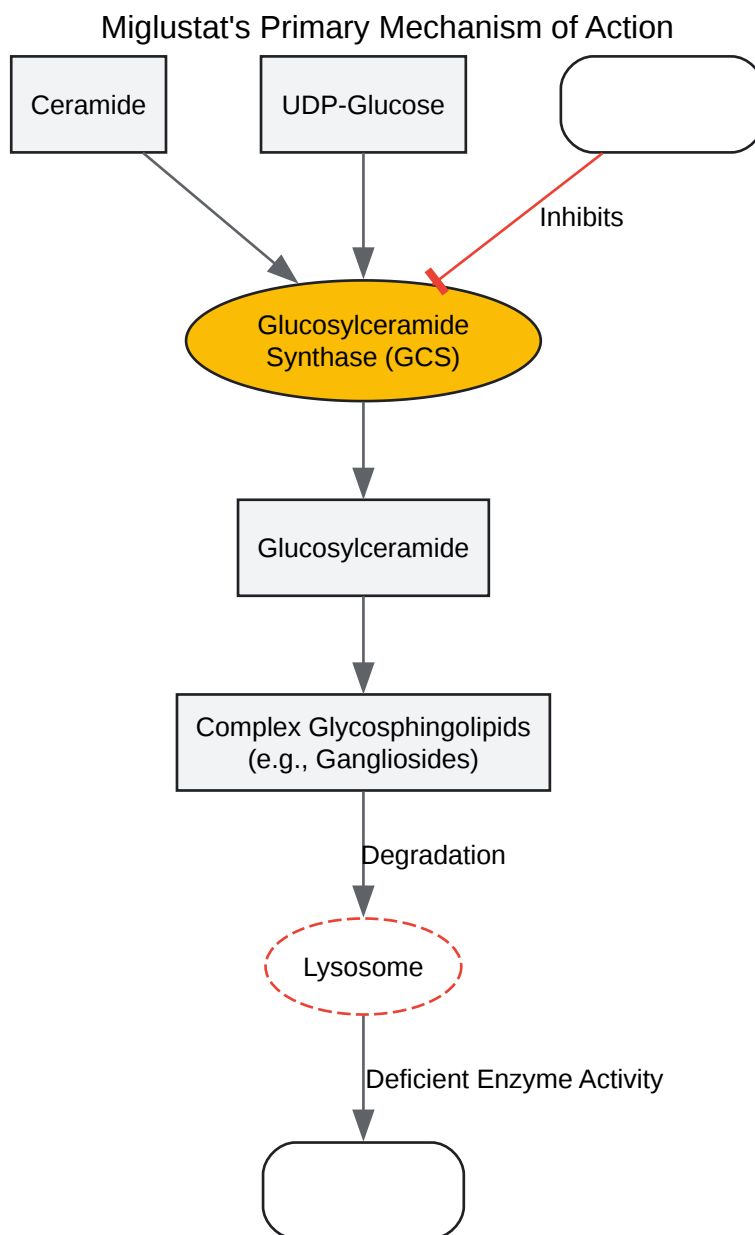 Miglustat's Primary Mechanism of Action
Ceramide
UDP-Glucose
Inhibits
Glucosylceramide
Synthase (GCS)
Glucosylceramide
Complex Glycosphingolipids
(e.g., Gangliosides)
Degradation
Lysosome
Deficient Enzyme Activity